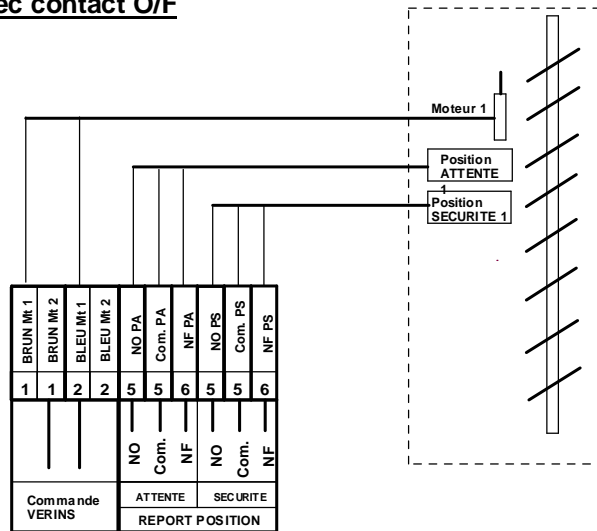 ec contact O/F
Moteur 1
Position
ATTENTE
1
Position
SECURITE 1
BRUN Mt 1
BRUN Mt 2
BLEU Mt 1
BLEU Mt 2
NO PA
Com. PA
NF PA
NO PS
Com. PS
NF PS
1 1 2 2 5 5 6 5 5 6
NO Com. NF NO Com. NF
Commande
VERINS
ATTENTE SECURITE
REPORT POSITION